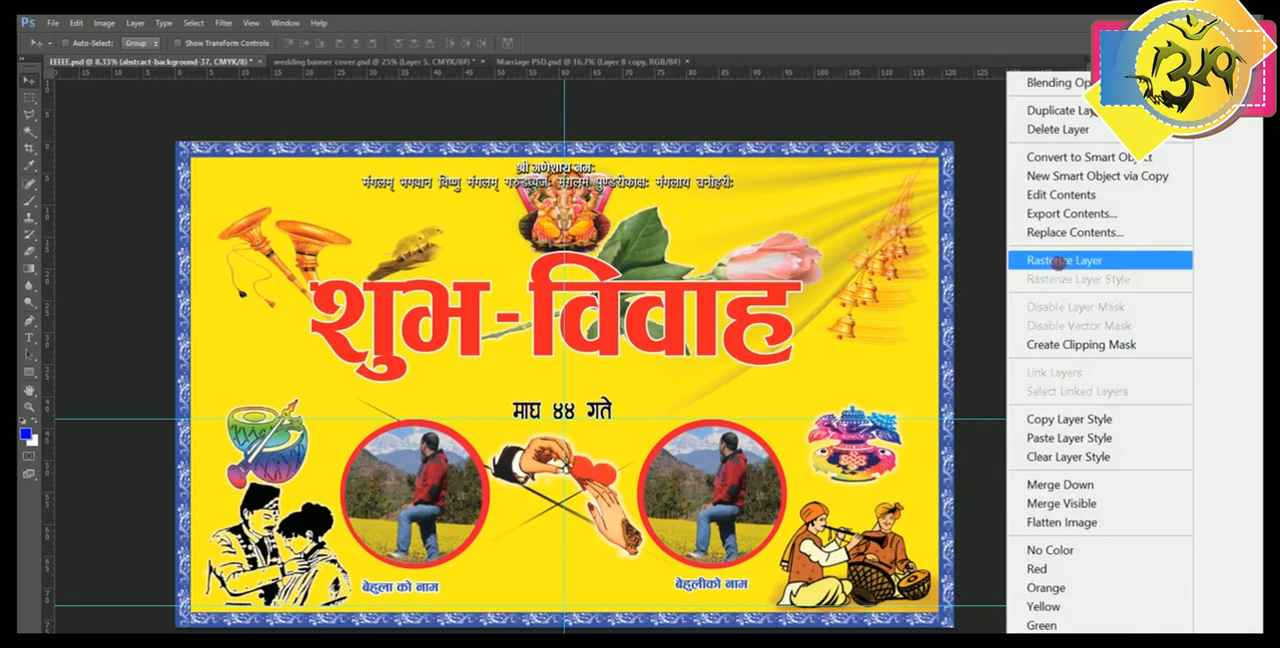 Ps File Edit Image Layer Type Select Filter View Window Help
Auto-Select: Group Show Transform Controls
EEEEE.psd @ 8.33% (abstract-background-37, CMYK/8) * × wedding banner cover.psd @ 25% (Layer 5, CMYK/8) * × Marriage PSD.psd @ 16.7% (Layer 8 copy, RGB/8#) ×
श्री गणेशाय नमः
मंगलम् भगवान विष्णु मंगलम् गरुडध्वजः मंगलम् पुण्डरीकाक्षः मंगलाय तनोहरीः
शुभ-विवाह
माघ ४४ गते
बेहुला को नाम
बेहुलीको नाम
Blending Op
Duplicate Lay
Delete Layer
Convert to Smart Object
New Smart Object via Copy
Edit Contents
Export Contents...
Replace Contents...
Rasterize Layer
Rasterize Layer Style
Disable Layer Mask
Disable Vector Mask
Create Clipping Mask
Link Layers
Select Linked Layers
Copy Layer Style
Paste Layer Style
Clear Layer Style
Merge Down
Merge Visible
Flatten Image
No Color
Red
Orange
Yellow
Green